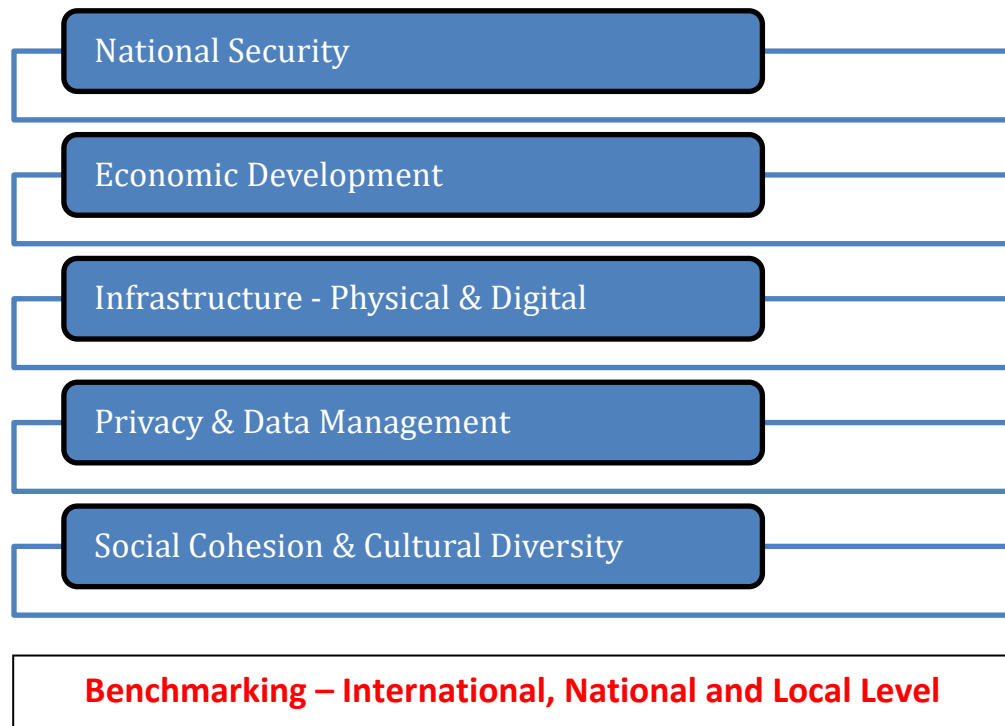 National Security
Economic Development
Infrastructure - Physical & Digital
Privacy & Data Management
Social Cohesion & Cultural Diversity
Benchmarking – International, National and Local Level